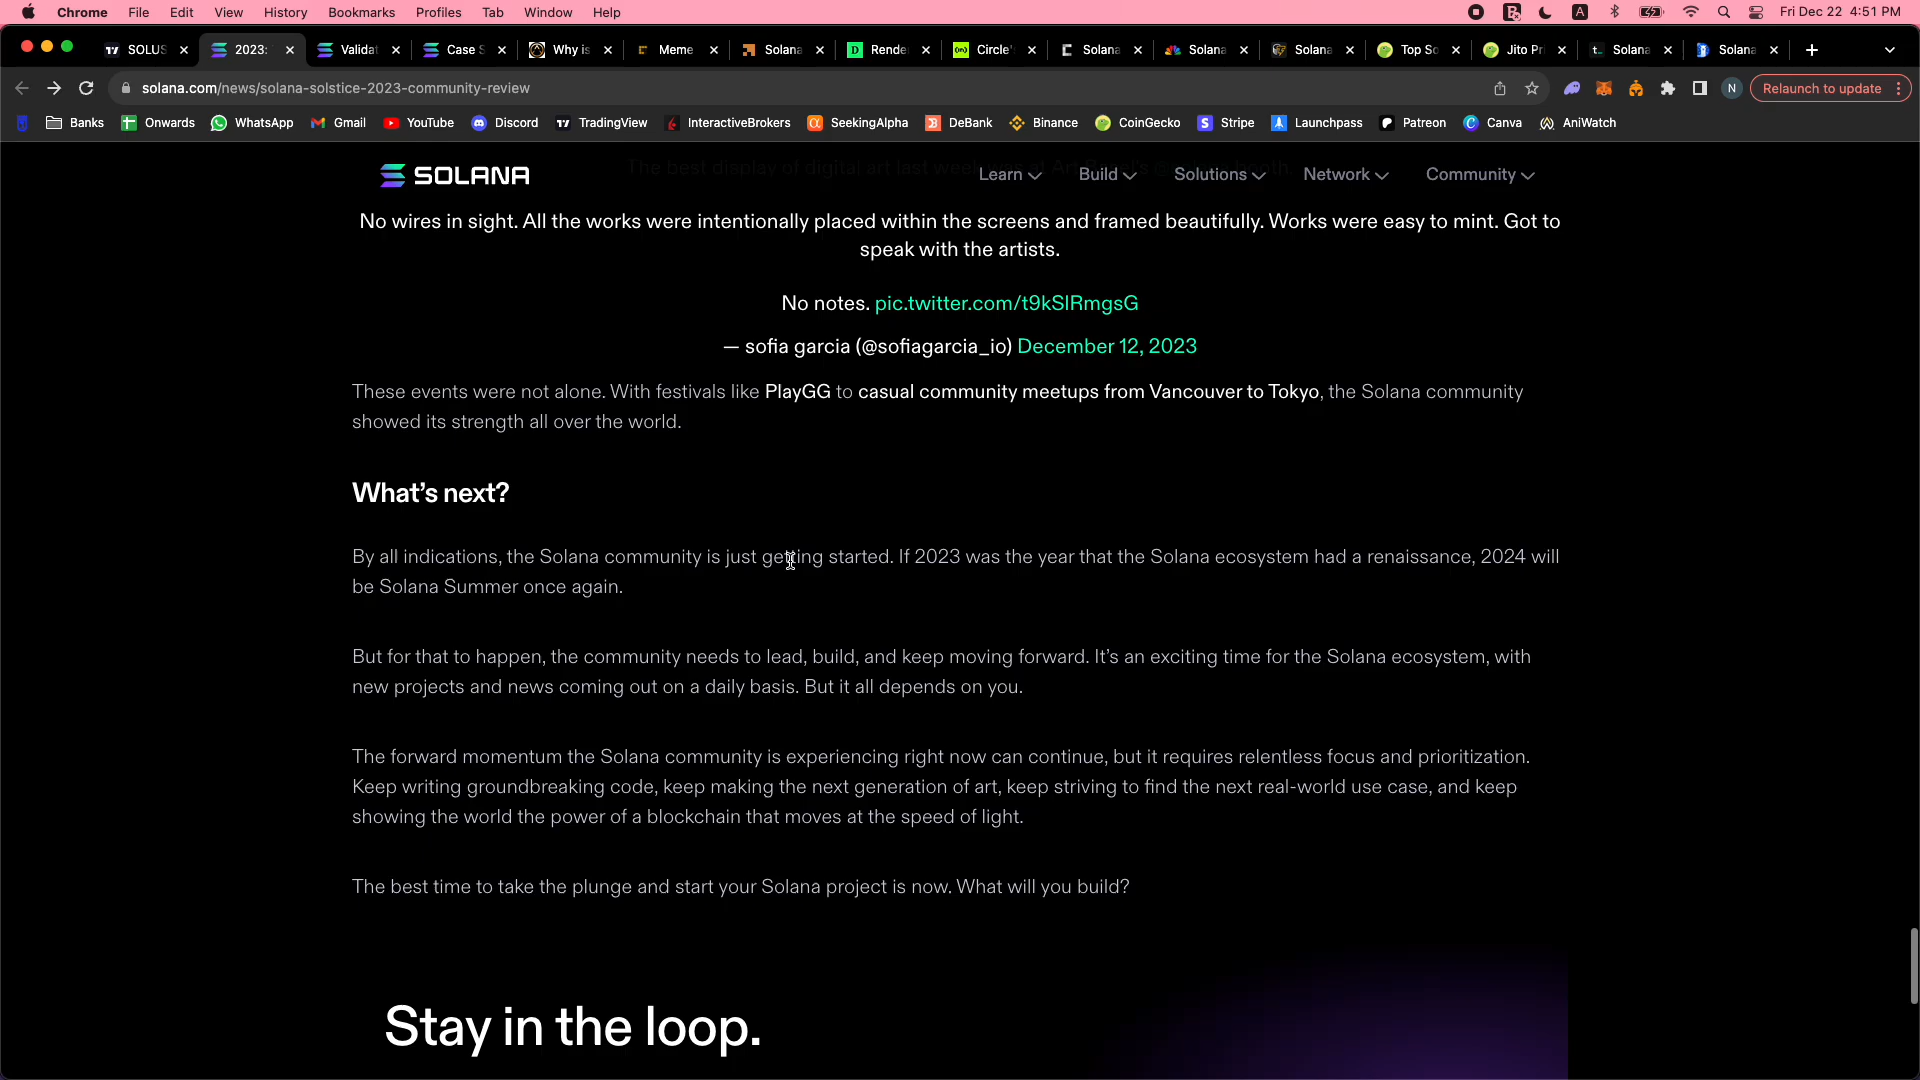 Chrome File Edit View History Bookmarks Profiles Tab Window Help Fri Dec 22 4:51 PM
SOLUS 2023: Validat Case S Why is Meme Solana Rende Circle' Solana Solana Solana Top So Jito Pr Solana Solana
solana.com/news/solana-solstice-2023-community-review N Relaunch to update
Banks Onwards WhatsApp Gmail YouTube Discord TradingView InteractiveBrokers SeekingAlpha DeBank Binance CoinGecko Stripe Launchpass Patreon Canva AniWatch
The best display of digital art last week was at Art Basel's
SOLANA Learn Build Solutions Network Community
No wires in sight. All the works were intentionally placed within the screens and framed beautifully. Works were easy to mint. Got to
speak with the artists.
No notes. pic.twitter.com/t9kSlRmgsG
— sofia garcia (@sofiagarcia_io) December 12, 2023
These events were not alone. With festivals like PlayGG to casual community meetups from Vancouver to Tokyo, the Solana community
showed its strength all over the world.
What's next?
By all indications, the Solana community is just getting started. If 2023 was the year that the Solana ecosystem had a renaissance, 2024 will
be Solana Summer once again.
But for that to happen, the community needs to lead, build, and keep moving forward. It's an exciting time for the Solana ecosystem, with
new projects and news coming out on a daily basis. But it all depends on you.
The forward momentum the Solana community is experiencing right now can continue, but it requires relentless focus and prioritization.
Keep writing groundbreaking code, keep making the next generation of art, keep striving to find the next real-world use case, and keep
showing the world the power of a blockchain that moves at the speed of light.
The best time to take the plunge and start your Solana project is now. What will you build?
Stay in the loop.